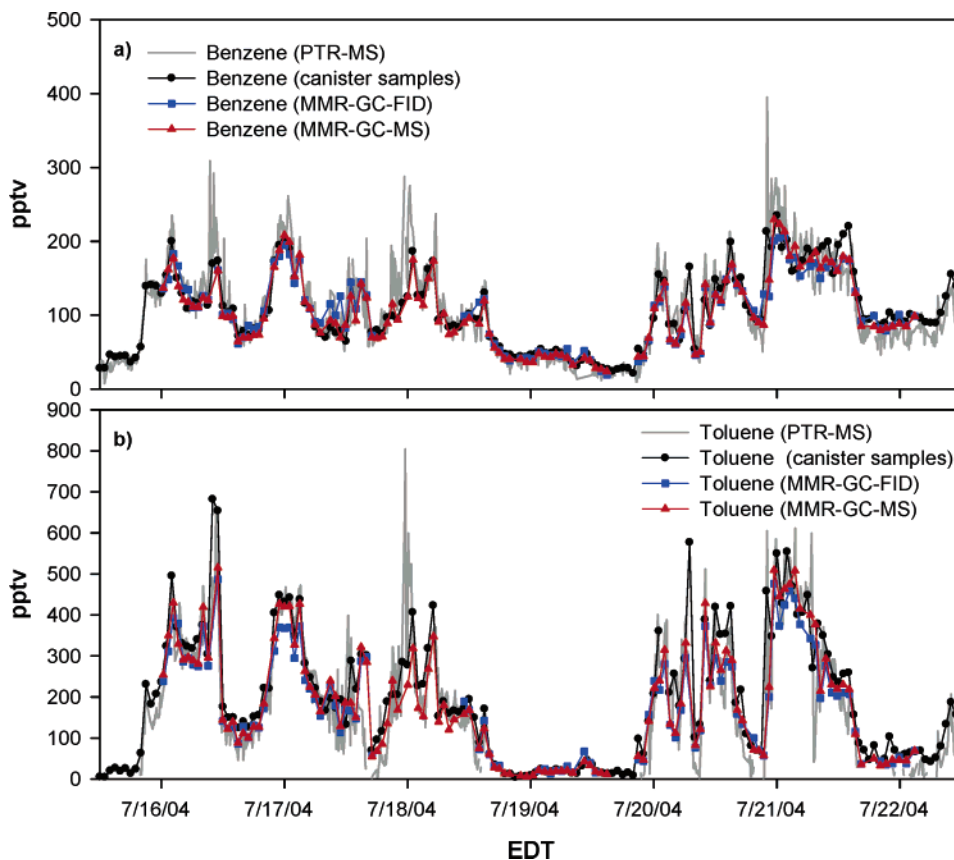 500
a)
Benzene (PTR-MS)
Benzene (canister samples)
Benzene (MMR-GC-FID)
Benzene (MMR-GC-MS)
400
300
200
100
0
pptv
900
b)
Toluene (PTR-MS)
Toluene (canister samples)
Toluene (MMR-GC-FID)
Toluene (MMR-GC-MS)
800
700
600
500
400
300
200
100
0
pptv
7/16/04 7/17/04 7/18/04 7/19/04 7/20/04 7/21/04 7/22/04
EDT